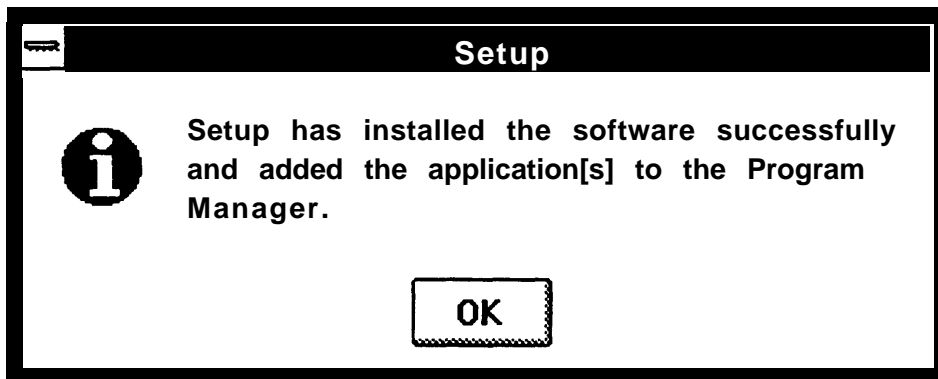 Setup
Setup has installed the software successfully
and added the application[s] to the Program
Manager.
OK